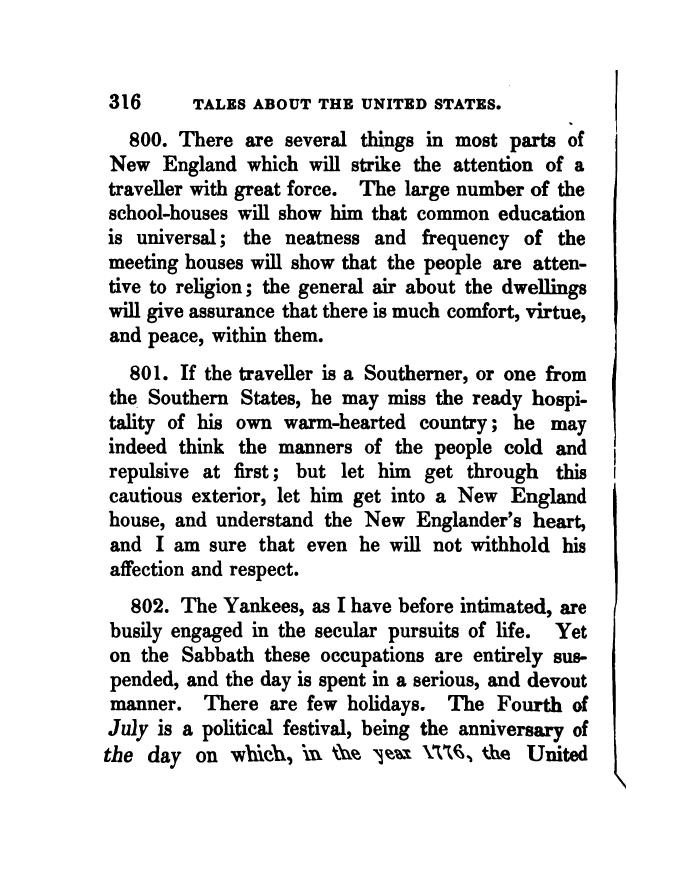 316 TALES ABOUT THE UNITED STATES.
800. There are several things in most parts of
New England which will strike the attention of a
traveller with great force. The large number of the
school-houses will show him that common education
is universal; the neatness and frequency of the
meeting houses will show that the people are atten-
tive to religion; the general air about the dwellings
will give assurance that there is much comfort, virtue,
and peace, within them.
801. If the traveller is a Southerner, or one from
the Southern States, he may miss the ready hospi-
tality of his own warm-hearted country; he may
indeed think the manners of the people cold and
repulsive at first; but let him get through this
cautious exterior, let him get into a New England
house, and understand the New Englander's heart,
and I am sure that even he will not withhold his
affection and respect.
802. The Yankees, as I have before intimated, are
busily engaged in the secular pursuits of life. Yet
on the Sabbath these occupations are entirely sus-
pended, and the day is spent in a serious, and devout
manner. There are few holidays. The Fourth of
July is a political festival, being the anniversary of
the day on which, in the year 1776, the United